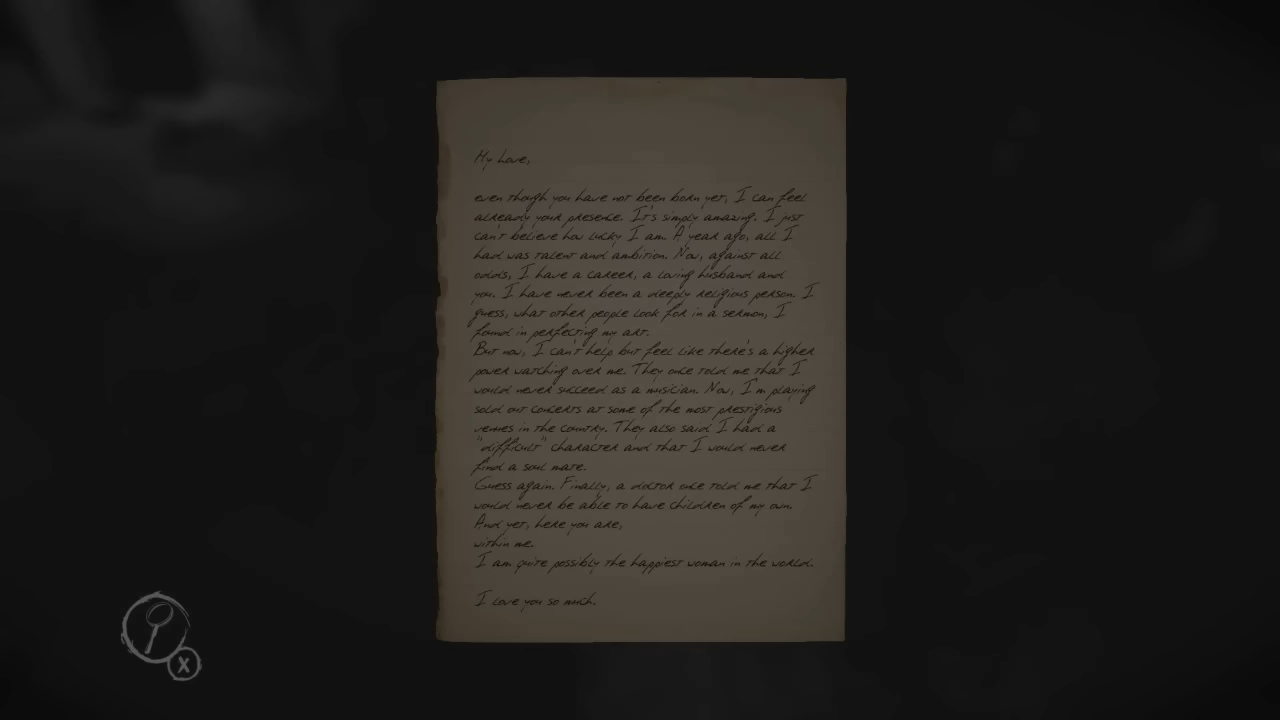 My Love,
even though you have not been born yet, I can feel
already your presence. It's simply amazing. I just
can't believe how lucky I am. A year ago, all I
had was talent and ambition. Now, against all
odds, I have a career, a loving husband and
you. I have never been a deeply religious person. I
guess, what other people look for in a sermon, I
found in perfecting my art.
But now, I can't help but feel like there's a higher
power watching over me. They once told me that I
would never succeed as a musician. Now, I'm playing
sold out concerts at some of the most prestigious
venues in the country. They also said I had a
"difficult" character and that I would never
find a soul mate.
Guess again. Finally, a doctor once told me that I
would never be able to have children of my own.
And yet, here you are,
within me.
I am quite possibly the happiest woman in the world.
I love you so much.
X